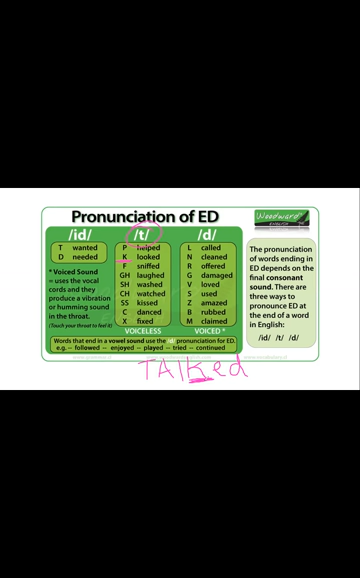 Pronunciation of ED
Woodward
ENGLISH
/id/
T wanted
D needed
* Voiced Sound
= uses the vocal
cords and they
produce a vibration
or humming sound
in the throat.
(Touch your throat to feel it)
/t/
P helped
K looked
F sniffed
GH laughed
SH washed
CH watched
SS kissed
C danced
X fixed
VOICELESS
/d/
L called
N cleaned
R offered
G damaged
V loved
S used
Z amazed
B rubbed
M claimed
VOICED *
Words that end in a vowel sound use the /d/ pronunciation for ED.
e.g. -- followed -- enjoyed -- played -- tried -- continued
The pronunciation
of words ending in
ED depends on the
final consonant
sound. There are
three ways to
pronounce ED at
the end of a word
in English:
/id/ /t/ /d/
TAlKed